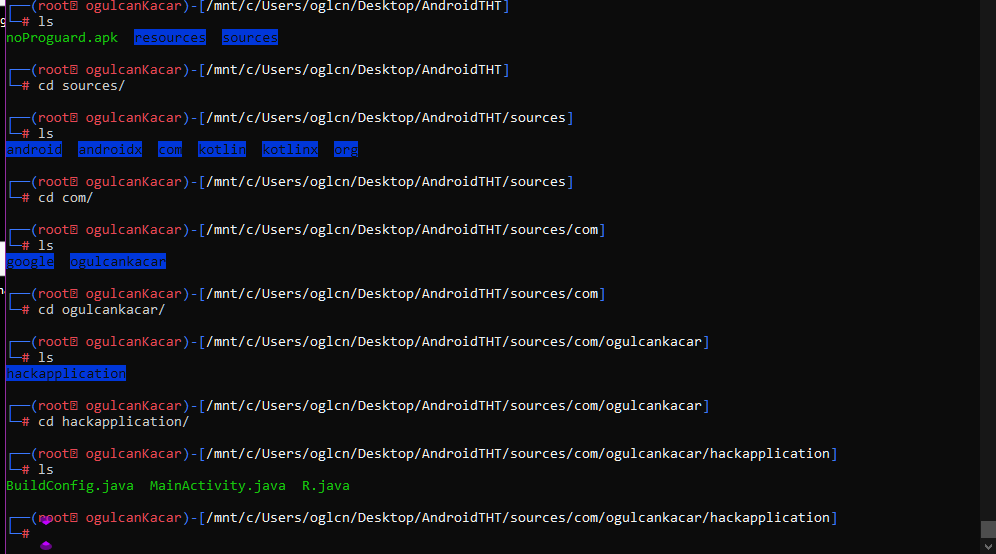 ┌──(root㉿ ogulcanKacar)-[/mnt/c/Users/oglcn/Desktop/AndroidTHT]
└─# ls
noProguard.apk resources sources
┌──(root㉿ ogulcanKacar)-[/mnt/c/Users/oglcn/Desktop/AndroidTHT]
└─# cd sources/
┌──(root㉿ ogulcanKacar)-[/mnt/c/Users/oglcn/Desktop/AndroidTHT/sources]
└─# ls
android androidx com kotlin kotlinx org
┌──(root㉿ ogulcanKacar)-[/mnt/c/Users/oglcn/Desktop/AndroidTHT/sources]
└─# cd com/
┌──(root㉿ ogulcanKacar)-[/mnt/c/Users/oglcn/Desktop/AndroidTHT/sources/com]
└─# ls
google ogulcankacar
┌──(root㉿ ogulcanKacar)-[/mnt/c/Users/oglcn/Desktop/AndroidTHT/sources/com]
└─# cd ogulcankacar/
┌──(root㉿ ogulcanKacar)-[/mnt/c/Users/oglcn/Desktop/AndroidTHT/sources/com/ogulcankacar]
└─# ls
hackapplication
┌──(root㉿ ogulcanKacar)-[/mnt/c/Users/oglcn/Desktop/AndroidTHT/sources/com/ogulcankacar]
└─# cd hackapplication/
┌──(root㉿ ogulcanKacar)-[/mnt/c/Users/oglcn/Desktop/AndroidTHT/sources/com/ogulcankacar/hackapplication]
└─# ls
BuildConfig.java MainActivity.java R.java
┌──(root㉿ ogulcanKacar)-[/mnt/c/Users/oglcn/Desktop/AndroidTHT/sources/com/ogulcankacar/hackapplication]
└─#